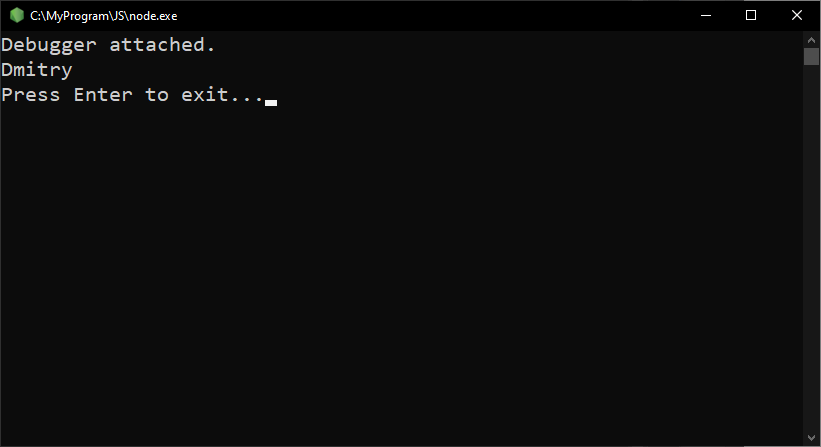 C:\MyProgram\JS\node.exe
Debugger attached.
Dmitry
Press Enter to exit...